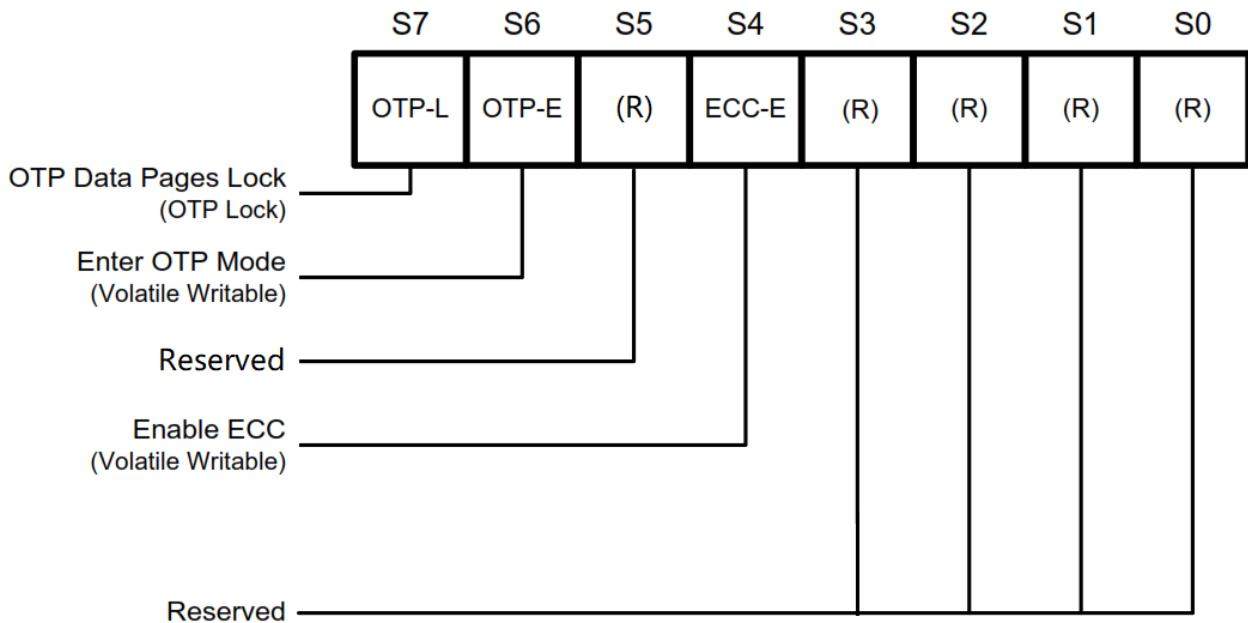 S7 S6 S5 S4 S3 S2 S1 S0
OTP-L OTP-E (R) ECC-E (R) (R) (R) (R)
OTP Data Pages Lock
(OTP Lock)
Enter OTP Mode
(Volatile Writable)
Reserved
Enable ECC
(Volatile Writable)
Reserved